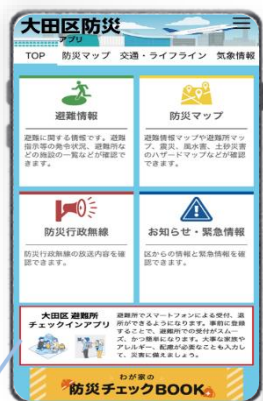 大田区防災
アプリ
TOP 防災マップ 交通・ライフライン 気象情報
避難情報
避難に関する情報です。避難
指示等の発令状況、避難所な
どの施設の一覧などが確認で
きます。
防災マップ
避難情報マップや避難所マッ
プ、震災、風水害、土砂災害
のハザードマップなどが確認
できます。
防災行政無線
防災行政無線の放送内容を確
認できます。
お知らせ・緊急情報
区からの情報と緊急情報を確
認できます。
大田区 避難所
チェックインアプリ
避難所でスマートフォンによる受付、退
所ができるようになります。事前に登録
することで、避難所での受付がスムー
ズ、かつ簡単になります。大事な家族や
アレルギー、配慮が必要なことも入力し
て、災害に備えましょう。
わが家の
防災チェックBOOK